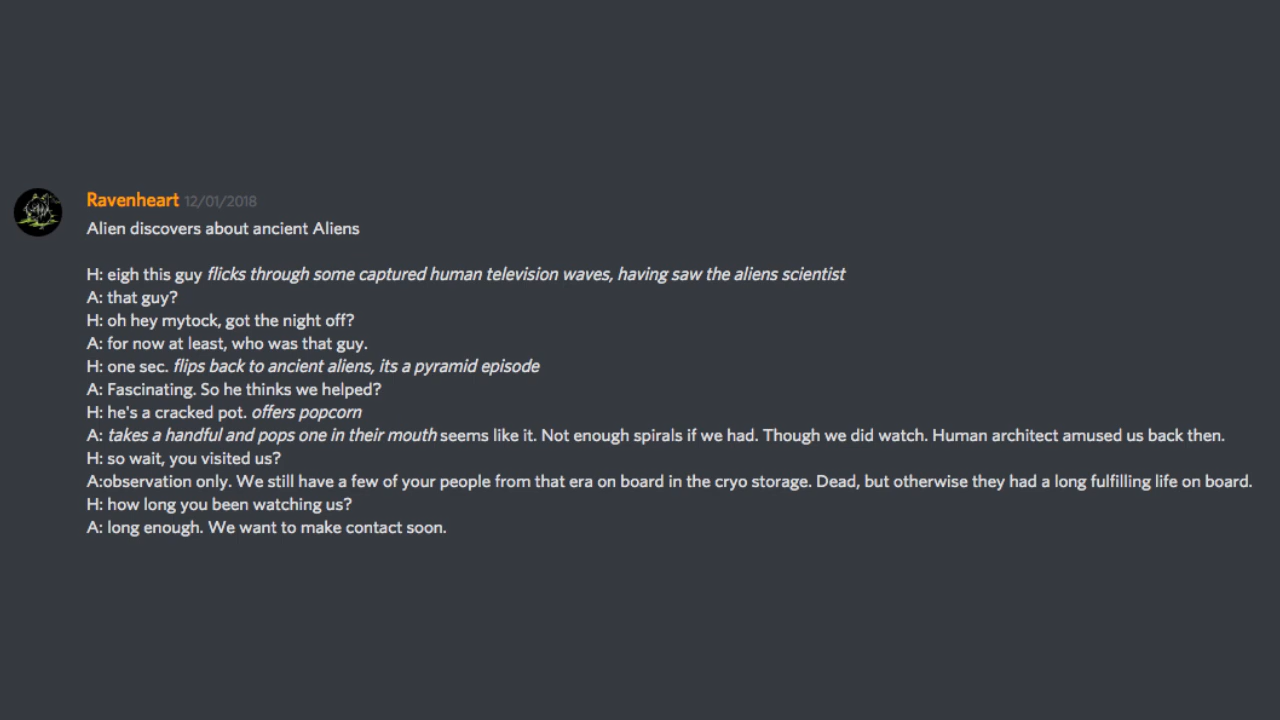 Ravenheart 12/01/2018
Alien discovers about ancient Aliens
H: eigh this guy flicks through some captured human television waves, having saw the aliens scientist
A: that guy?
H: oh hey mytock, got the night off?
A: for now at least, who was that guy.
H: one sec. flips back to ancient aliens, its a pyramid episode
A: Fascinating. So he thinks we helped?
H: he's a cracked pot. offers popcorn
A: takes a handful and pops one in their mouth seems like it. Not enough spirals if we had. Though we did watch. Human architect amused us back then.
H: so wait, you visited us?
A:observation only. We still have a few of your people from that era on board in the cryo storage. Dead, but otherwise they had a long fulfilling life on board.
H: how long you been watching us?
A: long enough. We want to make contact soon.